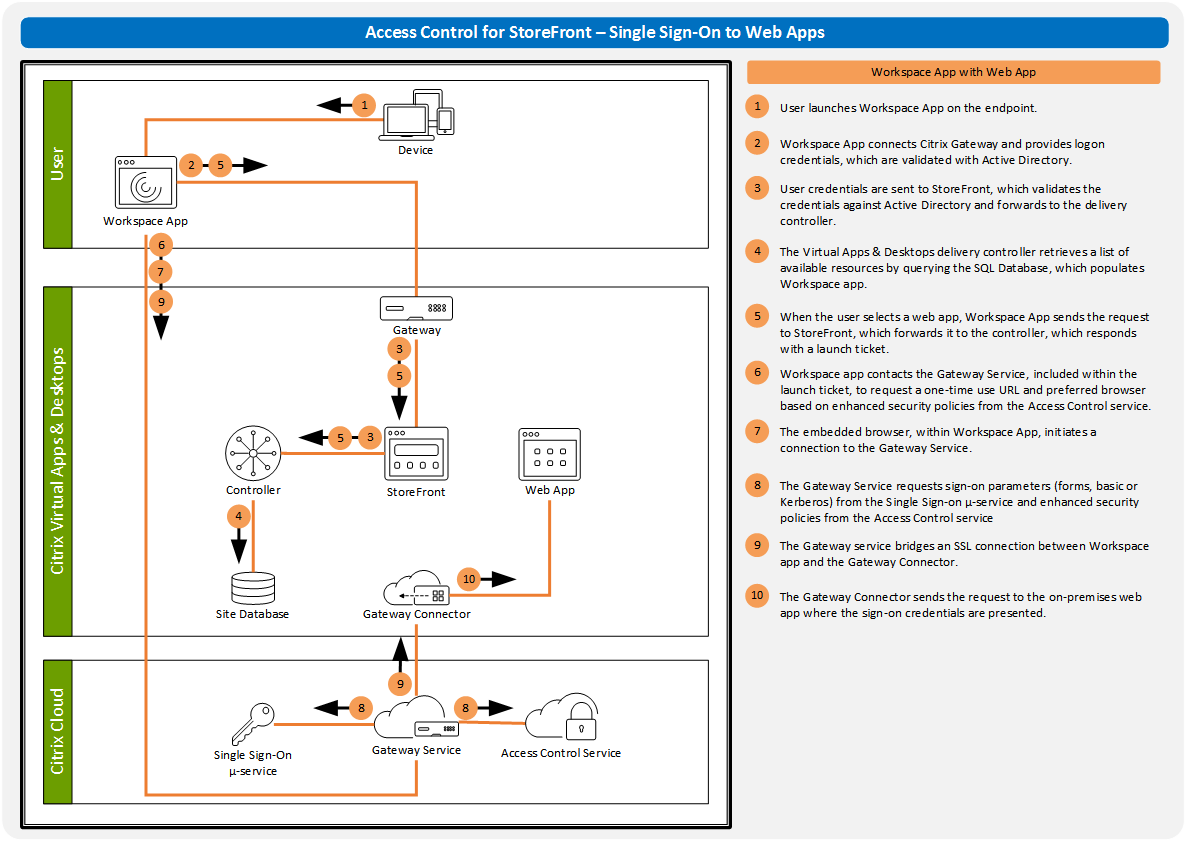 Access Control for StoreFront – Single Sign-On to Web Apps
User
1
Device
2
5
Workspace App
6
7
9
Citrix Virtual Apps & Desktops
Gateway
3
5
5
3
Controller
StoreFront
Web App
4
Site Database
10
Gateway Connector
Citrix Cloud
9
8
8
Single Sign-On
µ-service
Gateway Service
Access Control Service
Workspace App with Web App
1
User launches Workspace App on the endpoint.
2
Workspace App connects Citrix Gateway and provides logon
credentials, which are validated with Active Directory.
3
User credentials are sent to StoreFront, which validates the
credentials against Active Directory and forwards to the delivery
controller.
4
The Virtual Apps & Desktops delivery controller retrieves a list of
available resources by querying the SQL Database, which populates
Workspace app.
5
When the user selects a web app, Workspace App sends the request
to StoreFront, which forwards it to the controller, which responds
with a launch ticket.
6
Workspace app contacts the Gateway Service, included within the
launch ticket, to request a one-time use URL and preferred browser
based on enhanced security policies from the Access Control service.
7
The embedded browser, within Workspace App, initiates a
connection to the Gateway Service.
8
The Gateway Service requests sign-on parameters (forms, basic or
Kerberos) from the Single Sign-on µ-service and enhanced security
policies from the Access Control service
9
The Gateway service bridges an SSL connection between Workspace
app and the Gateway Connector.
10
The Gateway Connector sends the request to the on-premises web
app where the sign-on credentials are presented.